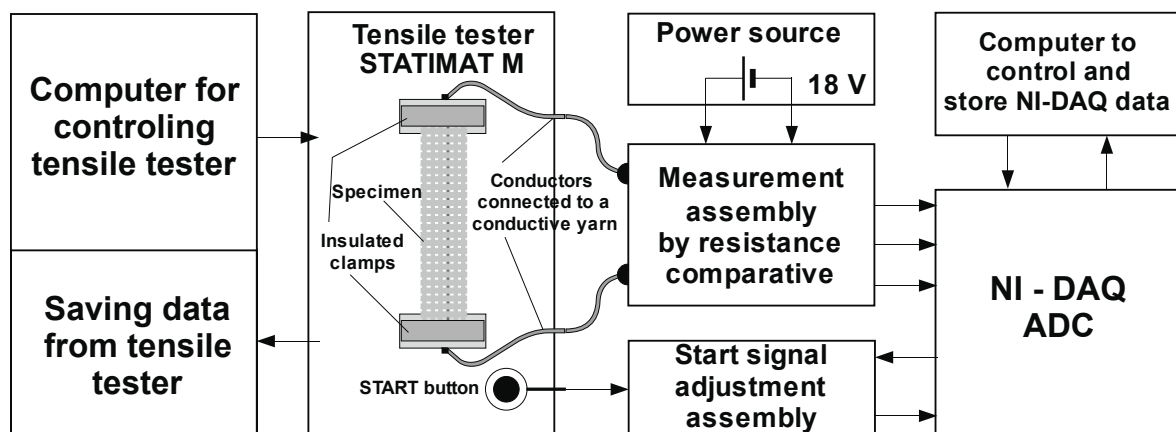 Computer for
controling
tensile tester
Saving data
from tensile
tester
Tensile tester
STATIMAT M
Specimen
Insulated
clamps
Conductors
connected to a
conductive yarn
START button
Power source
18 V
Measurement
assembly
by resistance
comparative
Start signal
adjustment
assembly
Computer to
control and
store NI-DAQ data
NI - DAQ
ADC